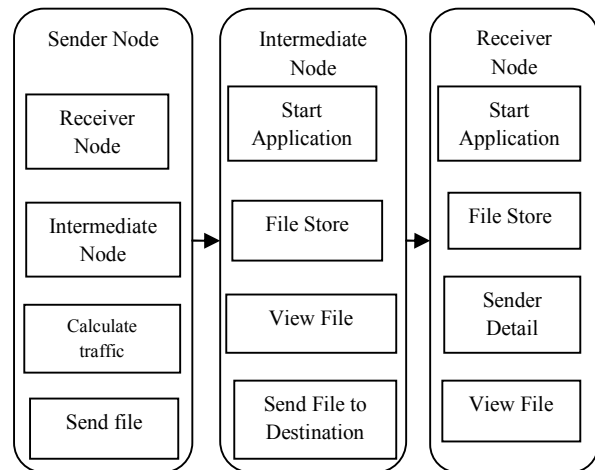 Sender Node
Receiver
Node
Intermediate
Node
Calculate
traffic
Send file
Intermediate
Node
Start
Application
File Store
View File
Send File to
Destination
Receiver
Node
Start
Application
File Store
Sender
Detail
View File